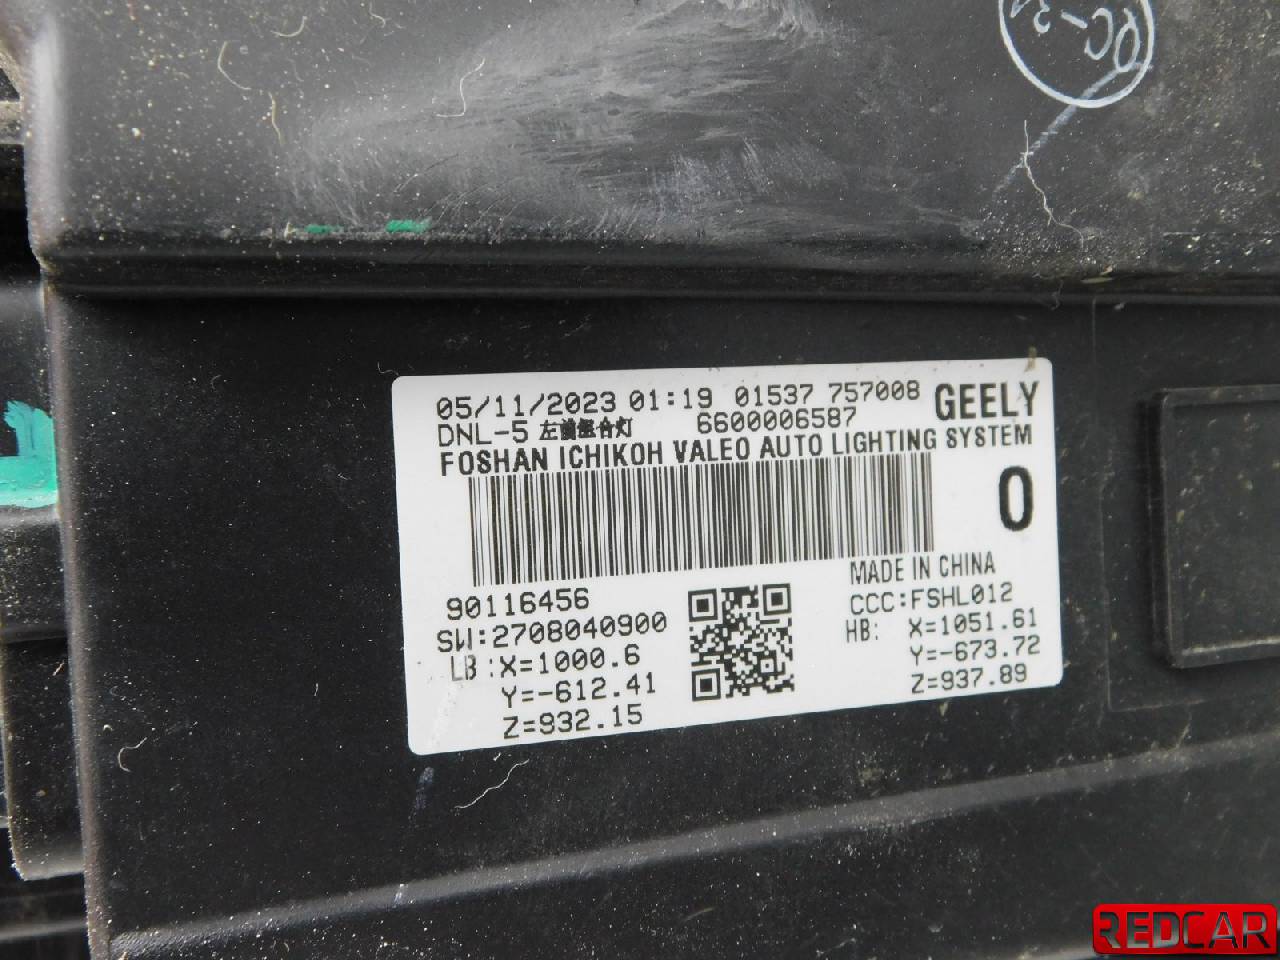 QC-31
05/11/2023 01:19 01537 757008 GEELY
DNL-5 左前组合灯 6600006587
FOSHAN ICHIKOH VALEO AUTO LIGHTING SYSTEM
0
MADE IN CHINA
90116456
CCC:FSHL012
SW:2708040900
HB: X=1051.61
LB:X=1000.6
Y=-673.72
Y=-612.41
Z=937.89
Z=932.15
REDCAR